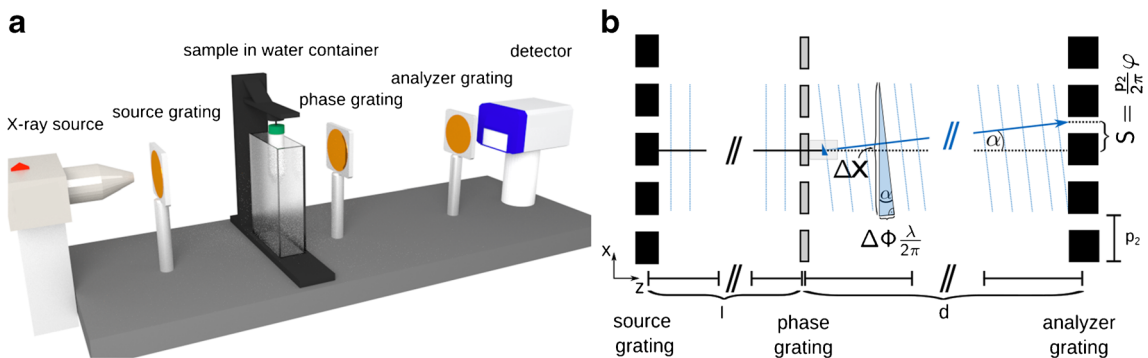 a
sample in water container
detector
analyzer grating
phase grating
source grating
X-ray source
b
S = p2/2π φ
α
ΔX
α
ΔΦ λ/2π
p2
x
z
l
d
source
grating
phase
grating
analyzer
grating